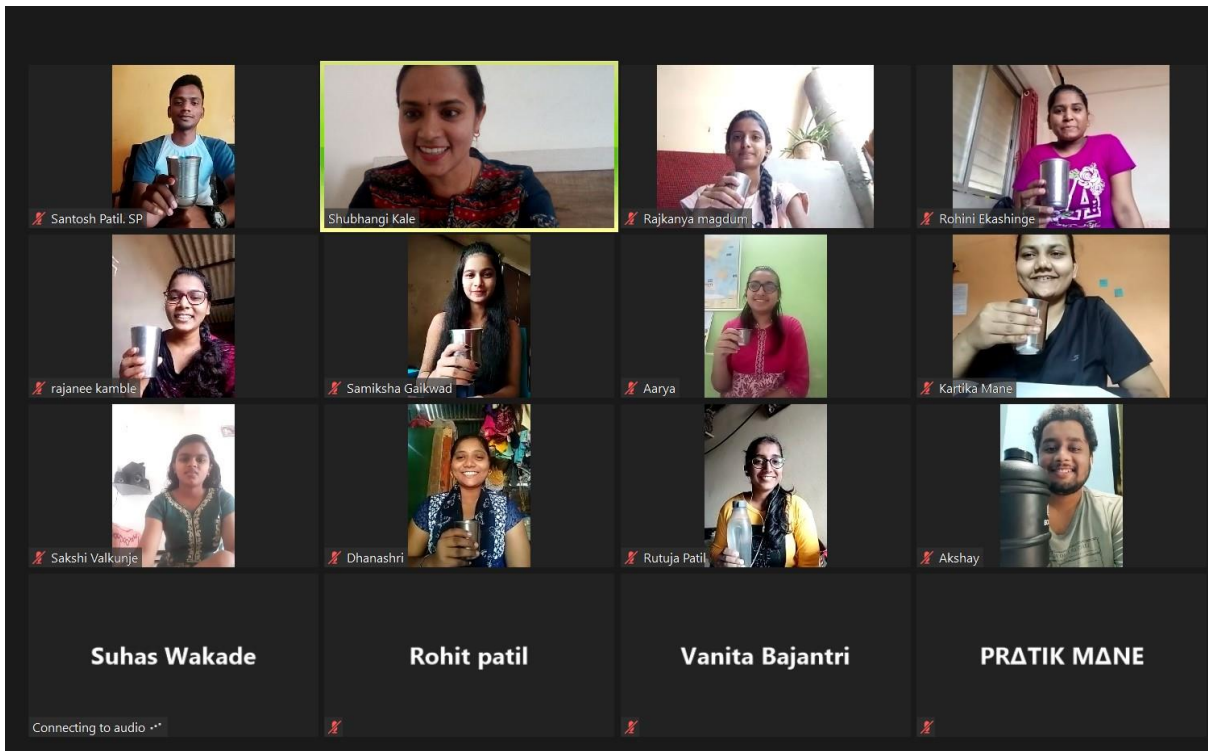 Santosh Patil. SP
Shubhangi Kale
Rajkanya magdum
Rohini Ekashinge
rajanee kamble
Samiksha Gaikwad
Aarya
Kartika Mane
Sakshi Valkunje
Dhanashri
Rutuja Patil
Akshay
Suhas Wakade
Rohit patil
Vanita Bajantri
PRΔTIK MΔNE
Connecting to audio